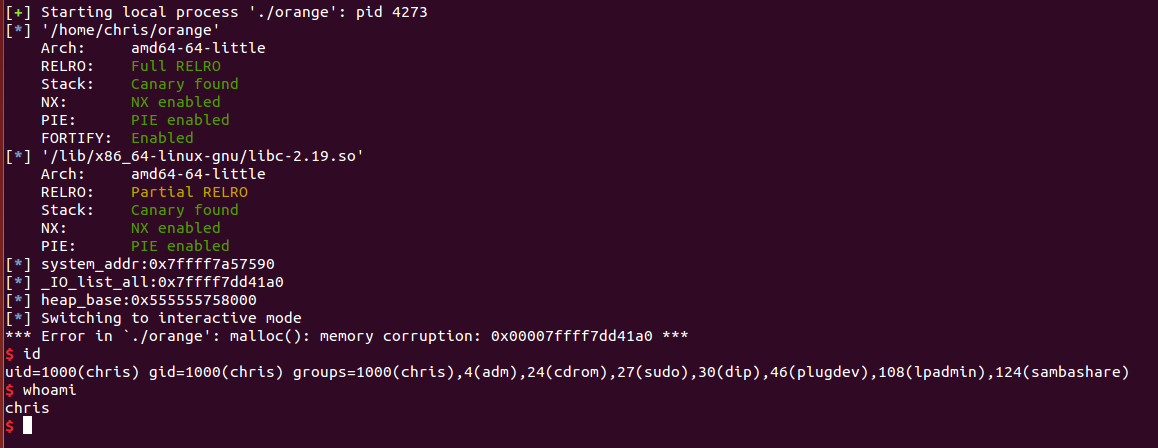 [+] Starting local process './orange': pid 4273
[*] '/home/chris/orange'
    Arch:     amd64-64-little
    RELRO:    Full RELRO
    Stack:    Canary found
    NX:       NX enabled
    PIE:      PIE enabled
    FORTIFY:  Enabled
[*] '/lib/x86_64-linux-gnu/libc-2.19.so'
    Arch:     amd64-64-little
    RELRO:    Partial RELRO
    Stack:    Canary found
    NX:       NX enabled
    PIE:      PIE enabled
[*] system_addr:0x7ffff7a57590
[*] _IO_list_all:0x7ffff7dd41a0
[*] heap_base:0x555555758000
[*] Switching to interactive mode
*** Error in `./orange': malloc(): memory corruption: 0x00007ffff7dd41a0 ***
$ id
uid=1000(chris) gid=1000(chris) groups=1000(chris),4(adm),24(cdrom),27(sudo),30(dip),46(plugdev),108(lpadmin),124(sambashare)
$ whoami
chris
$